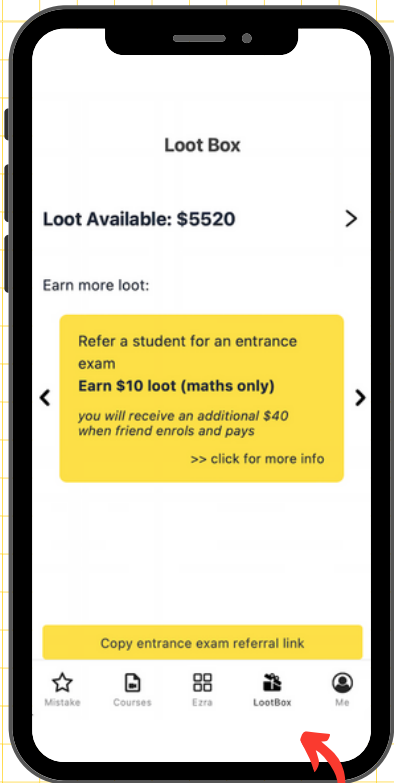 Loot Box
Loot Available: $5520
Earn more loot:
Refer a student for an entrance
exam
Earn $10 loot (maths only)
you will receive an additional $40
when friend enrols and pays
>> click for more info
Copy entrance exam referral link
Mistake
Courses
Ezra
LootBox
Me